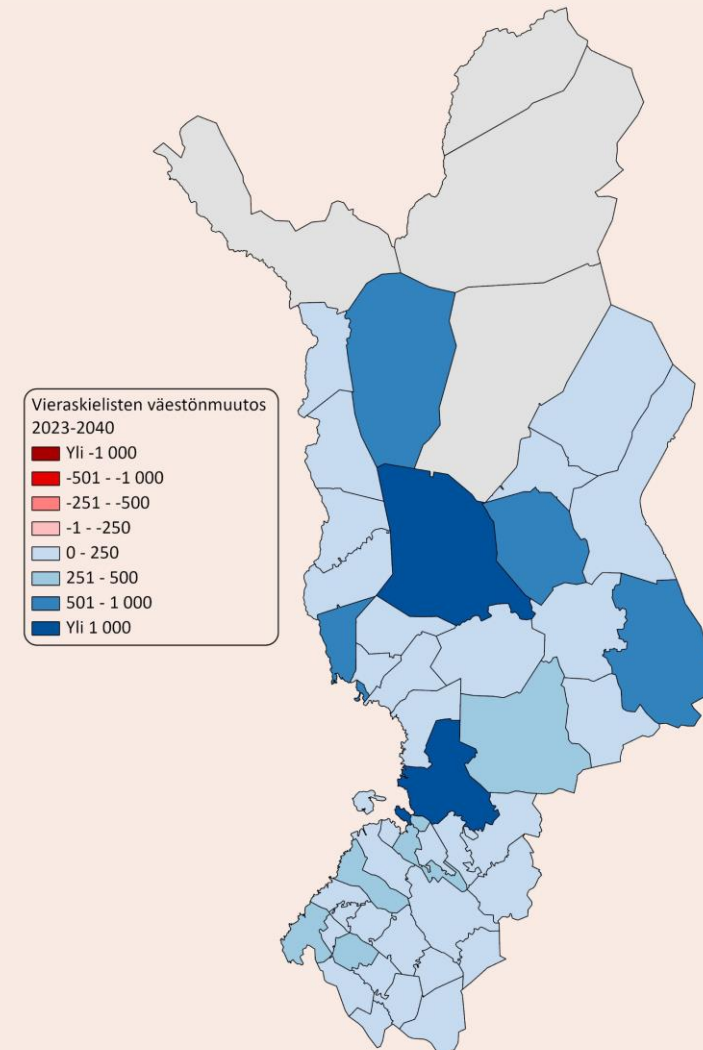 Vieraskielisten väestönmuutos
2023-2040
Yli -1 000
-501 - -1 000
-251 - -500
-1 - -250
0 - 250
251 - 500
501 - 1 000
Yli 1 000